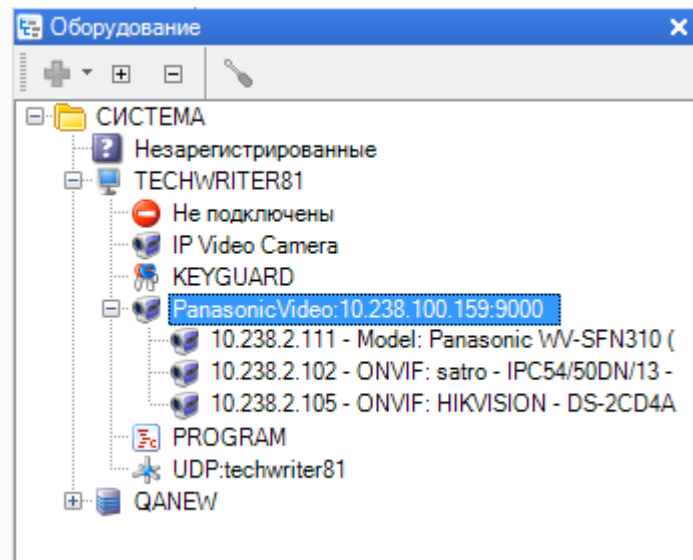 Оборудование
СИСТЕМА
Незарегистрированные
TECHWRITER81
Не подключены
IP Video Camera
KEYGUARD
PanasonicVideo:10.238.100.159:9000
10.238.2.111 - Model: Panasonic WV-SFN310 (
10.238.2.102 - ONVIF: satro - IPC54/50DN/13 -
10.238.2.105 - ONVIF: HIKVISION - DS-2CD4A
PROGRAM
UDP:techwriter81
QANEW